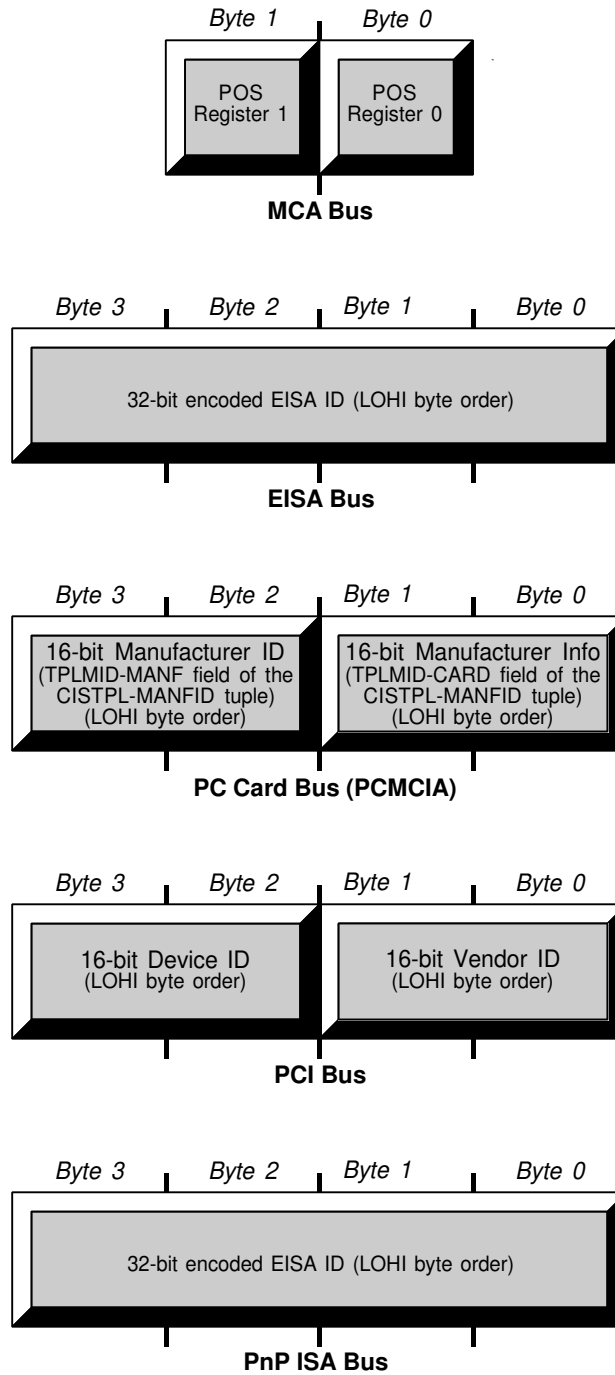 Byte 1 Byte 0
POS
Register 1
POS
Register 0
MCA Bus
Byte 3 Byte 2 Byte 1 Byte 0
32-bit encoded EISA ID (LOHI byte order)
EISA Bus
Byte 3 Byte 2 Byte 1 Byte 0
16-bit Manufacturer ID
(TPLMID-MANF field of the
CISTPL-MANFID tuple)
(LOHI byte order)
16-bit Manufacturer Info
(TPLMID-CARD field of the
CISTPL-MANFID tuple)
(LOHI byte order)
PC Card Bus (PCMCIA)
Byte 3 Byte 2 Byte 1 Byte 0
16-bit Device ID
(LOHI byte order)
16-bit Vendor ID
(LOHI byte order)
PCI Bus
Byte 3 Byte 2 Byte 1 Byte 0
32-bit encoded EISA ID (LOHI byte order)
PnP ISA Bus